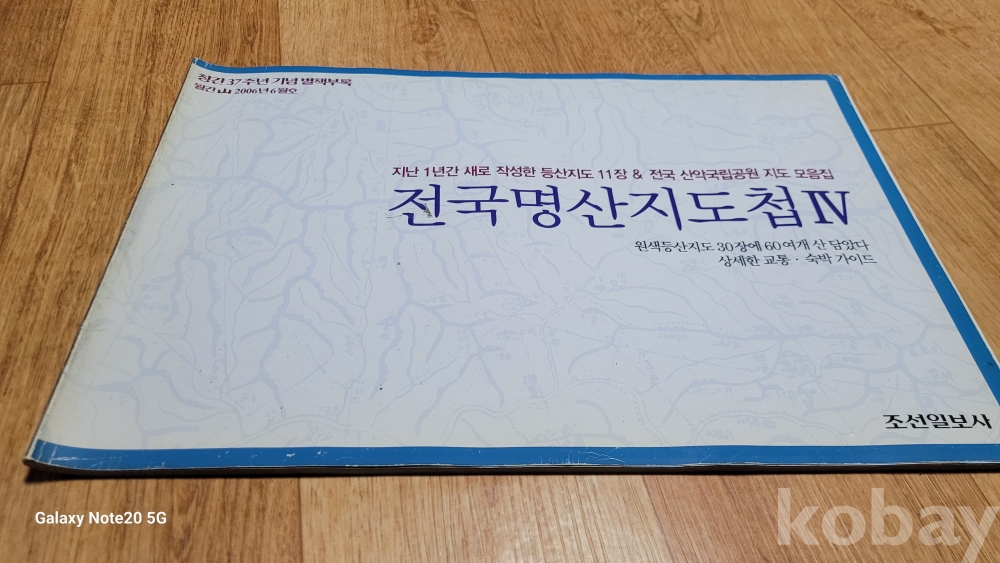 창간 37주년 기념 별책부록
월간 山 2006년 6월호
지난 1년간 새로 작성한 등산지도 11장 & 전국 산악국립공원 지도 모음집
전국명산지도첩 Ⅳ
원색등산지도 30장에 60여개 산 담았다
상세한 교통 · 숙박 가이드
조선일보사
Galaxy Note20 5G
kobay